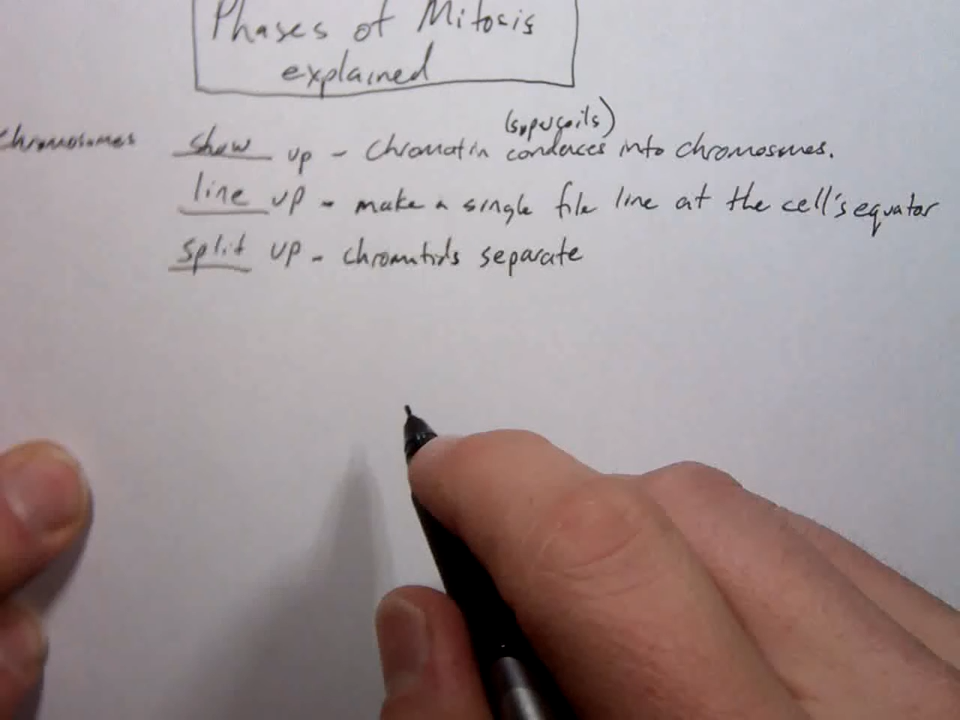 Phases of Mitosis
explained
(supercoils)
Chromosomes show up - Chromatin condences into chromosomes.
line up - make a single file line at the cell's equator
split up - chromatids separate